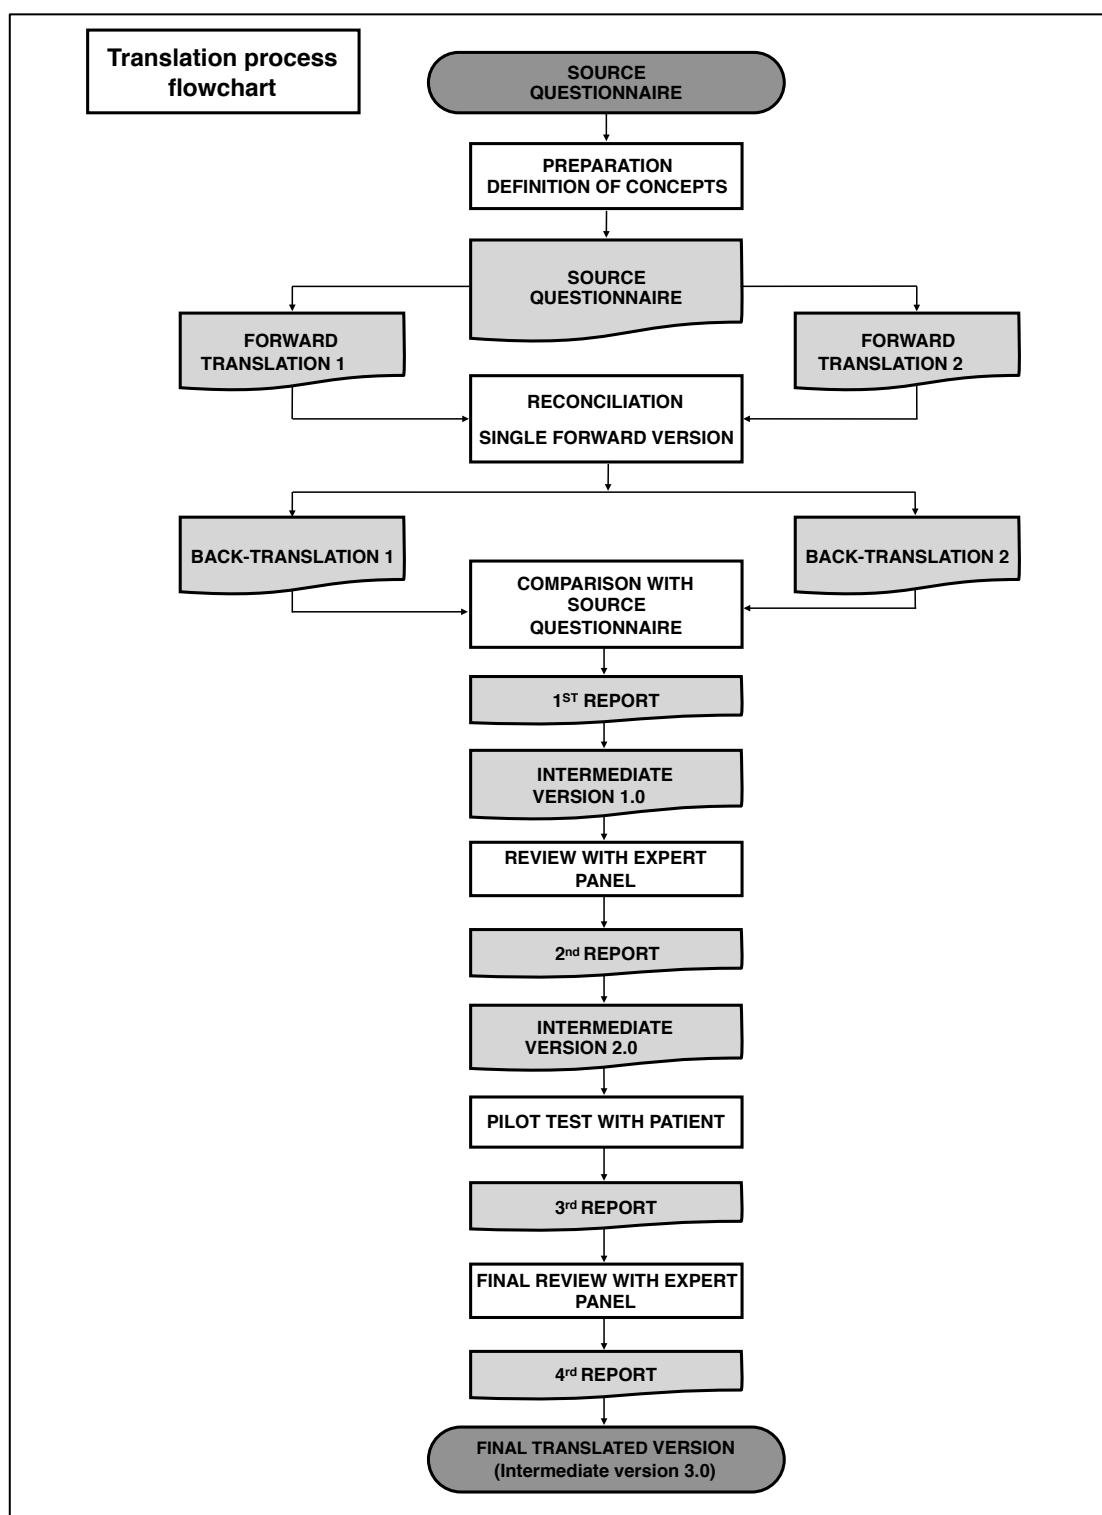 Translation process
flowchart
SOURCE
QUESTIONNAIRE
PREPARATION
DEFINITION OF CONCEPTS
SOURCE
QUESTIONNAIRE
FORWARD
TRANSLATION 1
FORWARD
TRANSLATION 2
RECONCILIATION
SINGLE FORWARD VERSION
BACK-TRANSLATION 1
BACK-TRANSLATION 2
COMPARISON WITH
SOURCE
QUESTIONNAIRE
1ST REPORT
INTERMEDIATE
VERSION 1.0
REVIEW WITH EXPERT
PANEL
2nd REPORT
INTERMEDIATE
VERSION 2.0
PILOT TEST WITH PATIENT
3rd REPORT
FINAL REVIEW WITH EXPERT
PANEL
4rd REPORT
FINAL TRANSLATED VERSION
(Intermediate version 3.0)